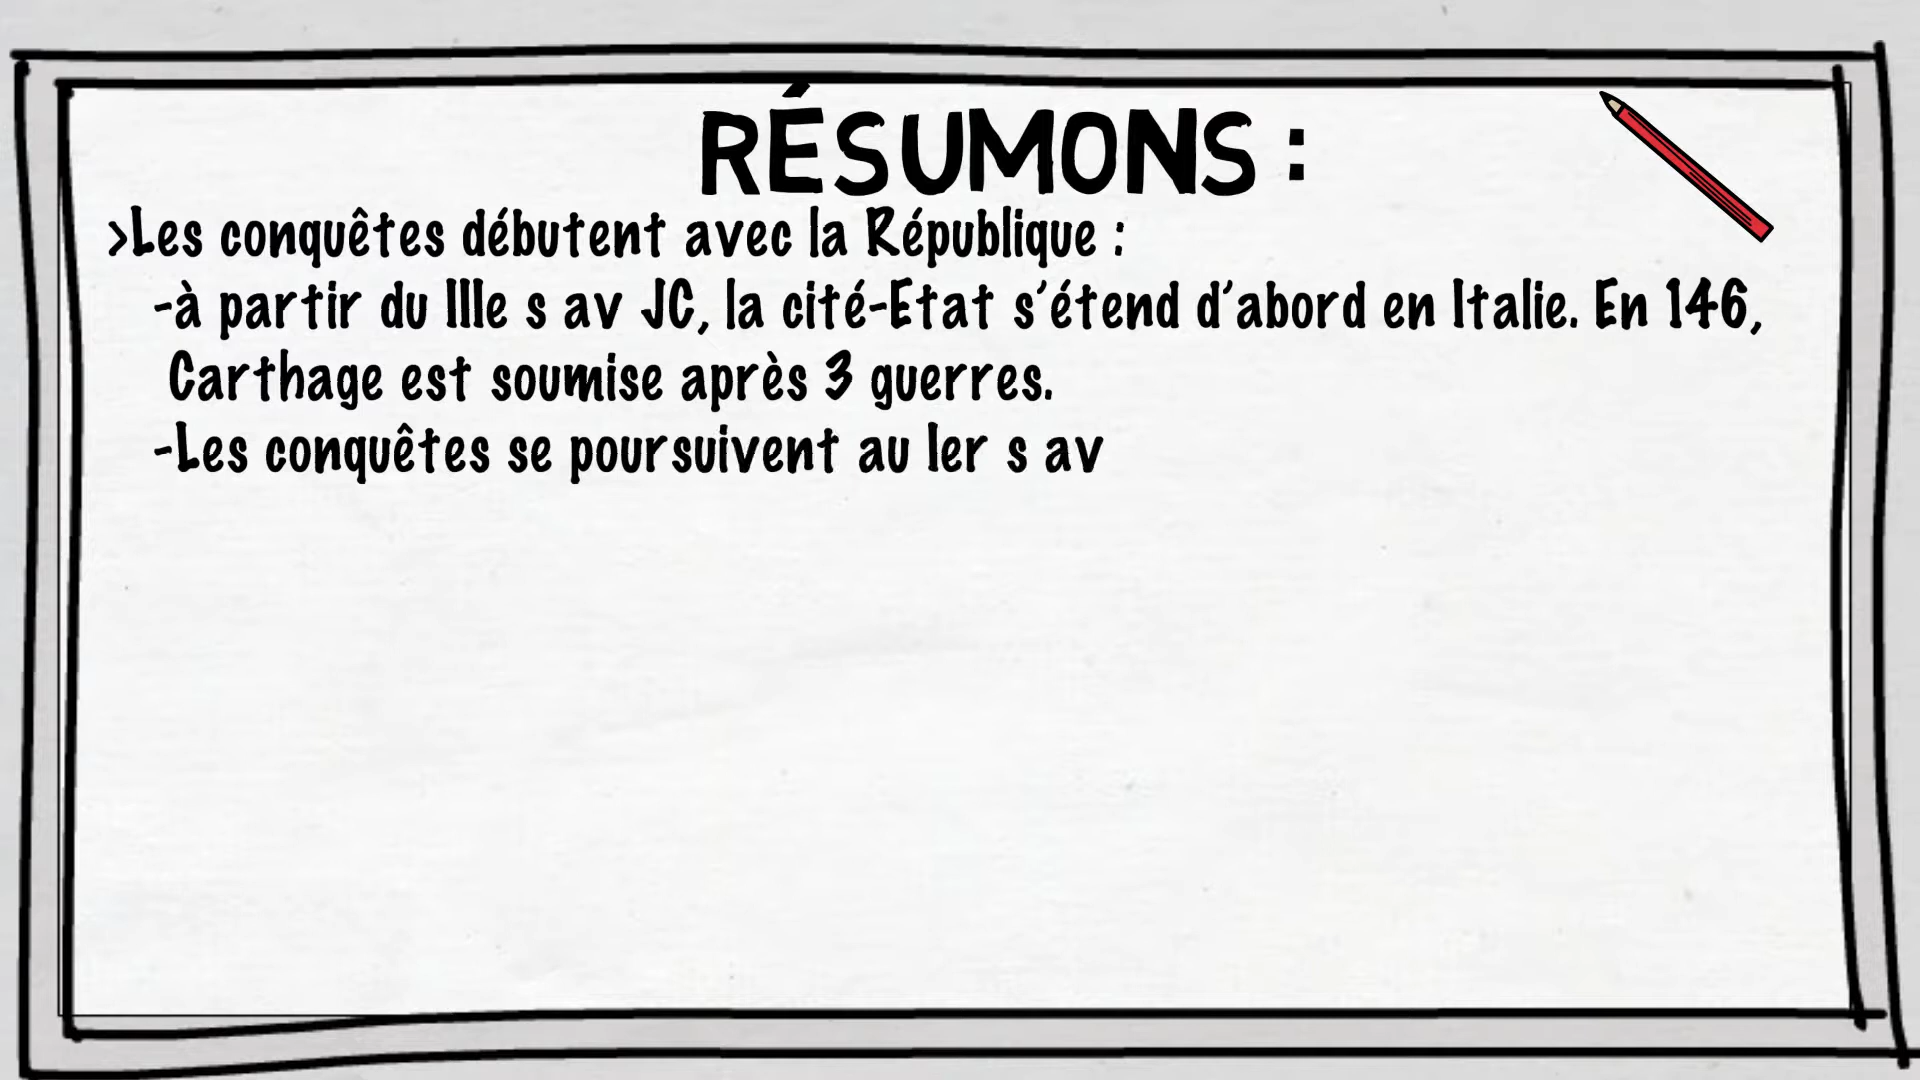 RÉSUMONS :
>Les conquêtes débutent avec la République :
-à partir du IIIe s av JC, la cité-Etat s'étend d'abord en Italie. En 146,
Carthage est soumise après 3 guerres.
-Les conquêtes se poursuivent au Ier s av